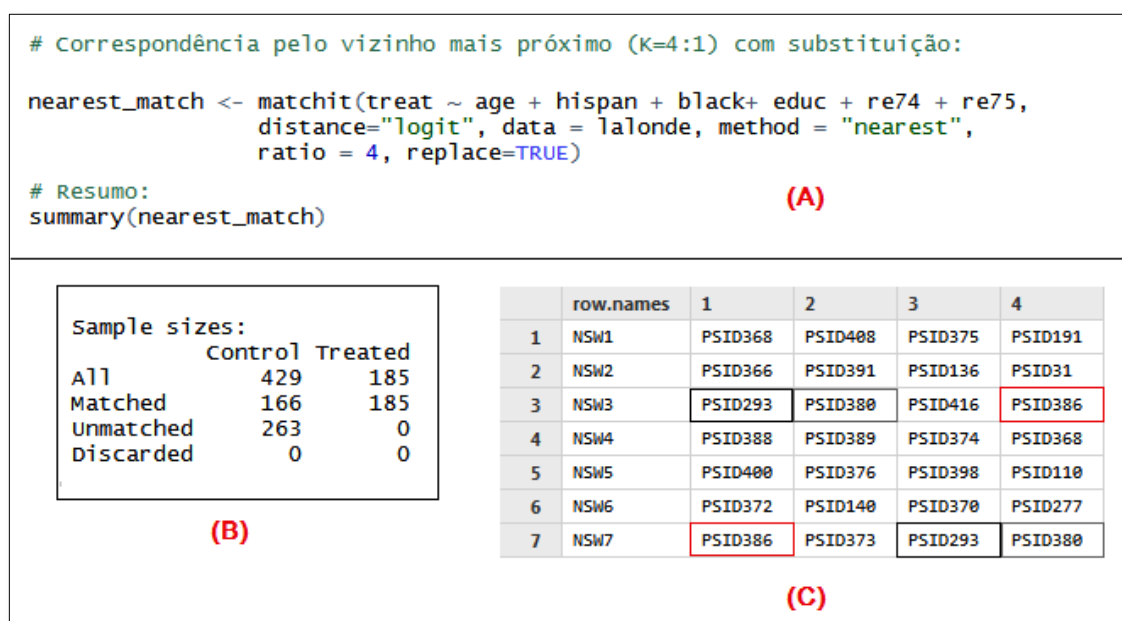 # Correspondência pelo vizinho mais próximo (K=4:1) com substituição:
nearest_match <- matchit(treat ~ age + hispan + black+ educ + re74 + re75,
distance="logit", data = lalonde, method = "nearest",
ratio = 4, replace=TRUE)
# Resumo:
summary(nearest_match)
(A)
Sample sizes:
Control Treated
All 429 185
Matched 166 185
Unmatched 263 0
Discarded 0 0
(B)
row.names 1 2 3 4
1 NSW1 PSID368 PSID408 PSID375 PSID191
2 NSW2 PSID366 PSID391 PSID136 PSID31
3 NSW3 PSID293 PSID380 PSID416 PSID386
4 NSW4 PSID388 PSID389 PSID374 PSID368
5 NSW5 PSID400 PSID376 PSID398 PSID110
6 NSW6 PSID372 PSID140 PSID370 PSID277
7 NSW7 PSID386 PSID373 PSID293 PSID380
(C)